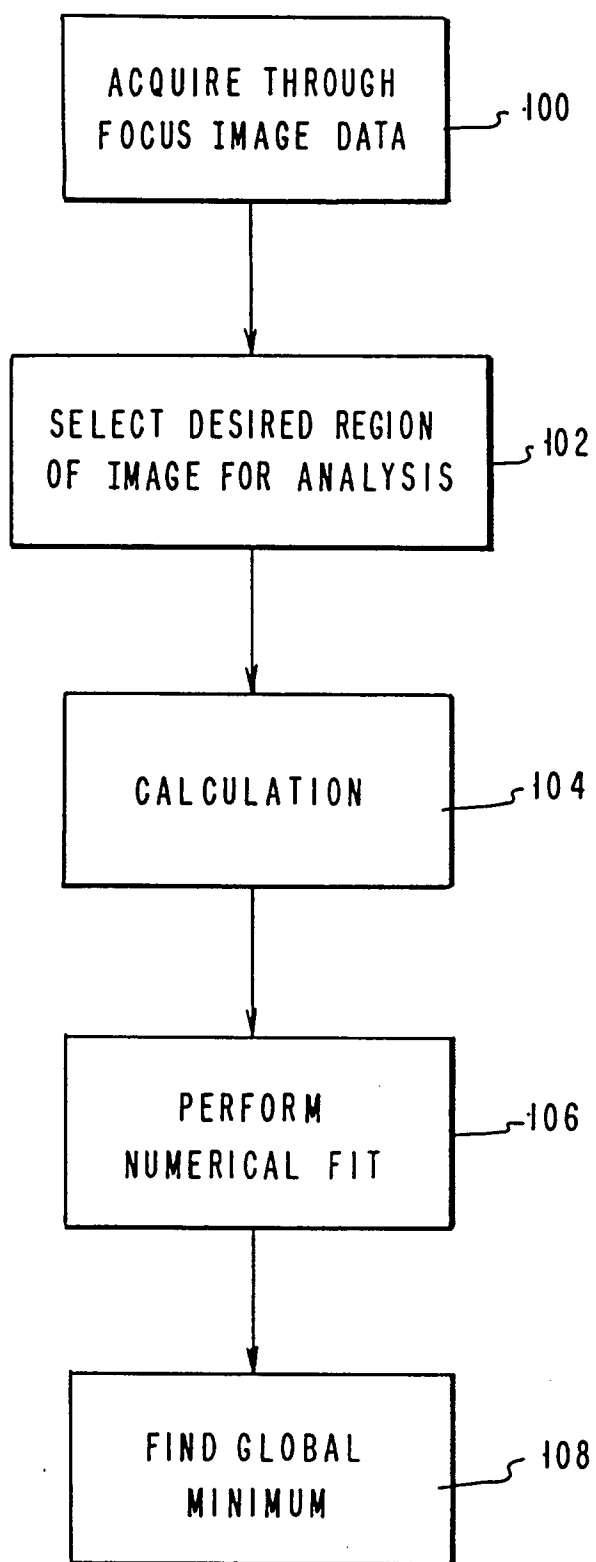 ACQUIRE THROUGH
FOCUS IMAGE DATA
100
SELECT DESIRED REGION
OF IMAGE FOR ANALYSIS
102
CALCULATION
104
PERFORM
NUMERICAL FIT
106
FIND GLOBAL
MINIMUM
108